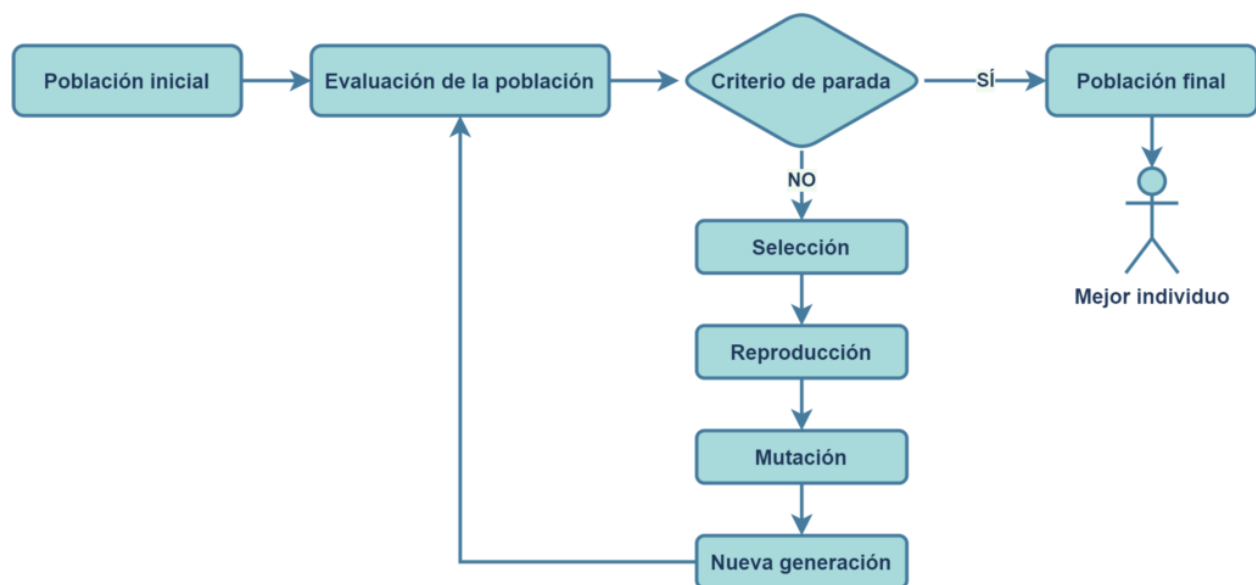 Población inicial
Evaluación de la población
Criterio de parada
SÍ
Población final
NO
Selección
Mejor individuo
Reproducción
Mutación
Nueva generación